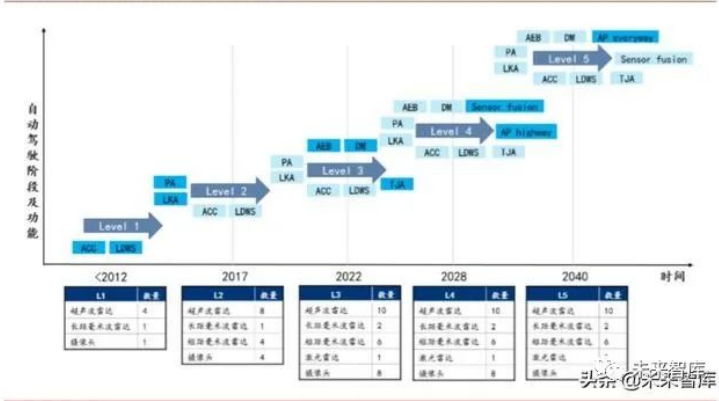 自动驾驶阶段及功能
AEB DM AP everyway
PA Level 5 Sensor fusion
LKA
ACC LDWS TJA
AEB DM Sensor fusion
PA Level 4 AP highway
LKA
ACC LDWS TJA
AEB DM
PA Level 3 TJA
LKA
ACC LDWS
PA Level 2
LKA
ACC LDWS
Level 1
ACC LDWS
<2012 2017 2022 2028 2040 时间
L1 数量
超声波雷达 4
长距毫米波雷达 1
摄像头 1
L2 数量
超声波雷达 8
长距毫米波雷达 1
短距毫米波雷达 4
摄像头 4
L3 数量
超声波雷达 10
长距毫米波雷达 2
短距毫米波雷达 6
激光雷达 1
摄像头 8
L4 数量
超声波雷达 10
长距毫米波雷达 2
短距毫米波雷达 6
激光雷达 1
摄像头 8
L5 数量
超声波雷达 10
长距毫米波雷达 2
短距毫米波雷达 6
激光雷达
摄像头
未来智库
头条@未来智库